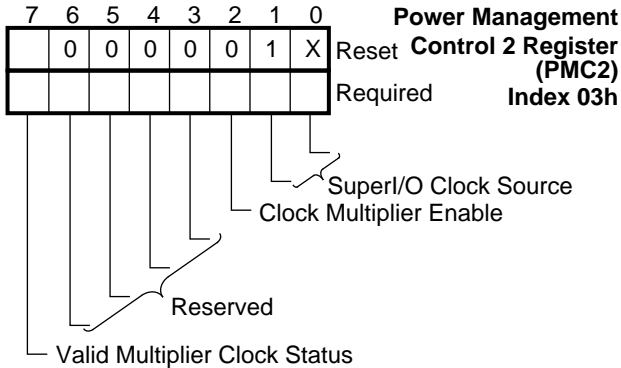 7 6 5 4 3 2 1 0
Power Management
Control 2 Register
(PMC2)
Index 03h
0 0 0 0 0 1 X Reset
Required
SuperI/O Clock Source
Clock Multiplier Enable
Reserved
Valid Multiplier Clock Status